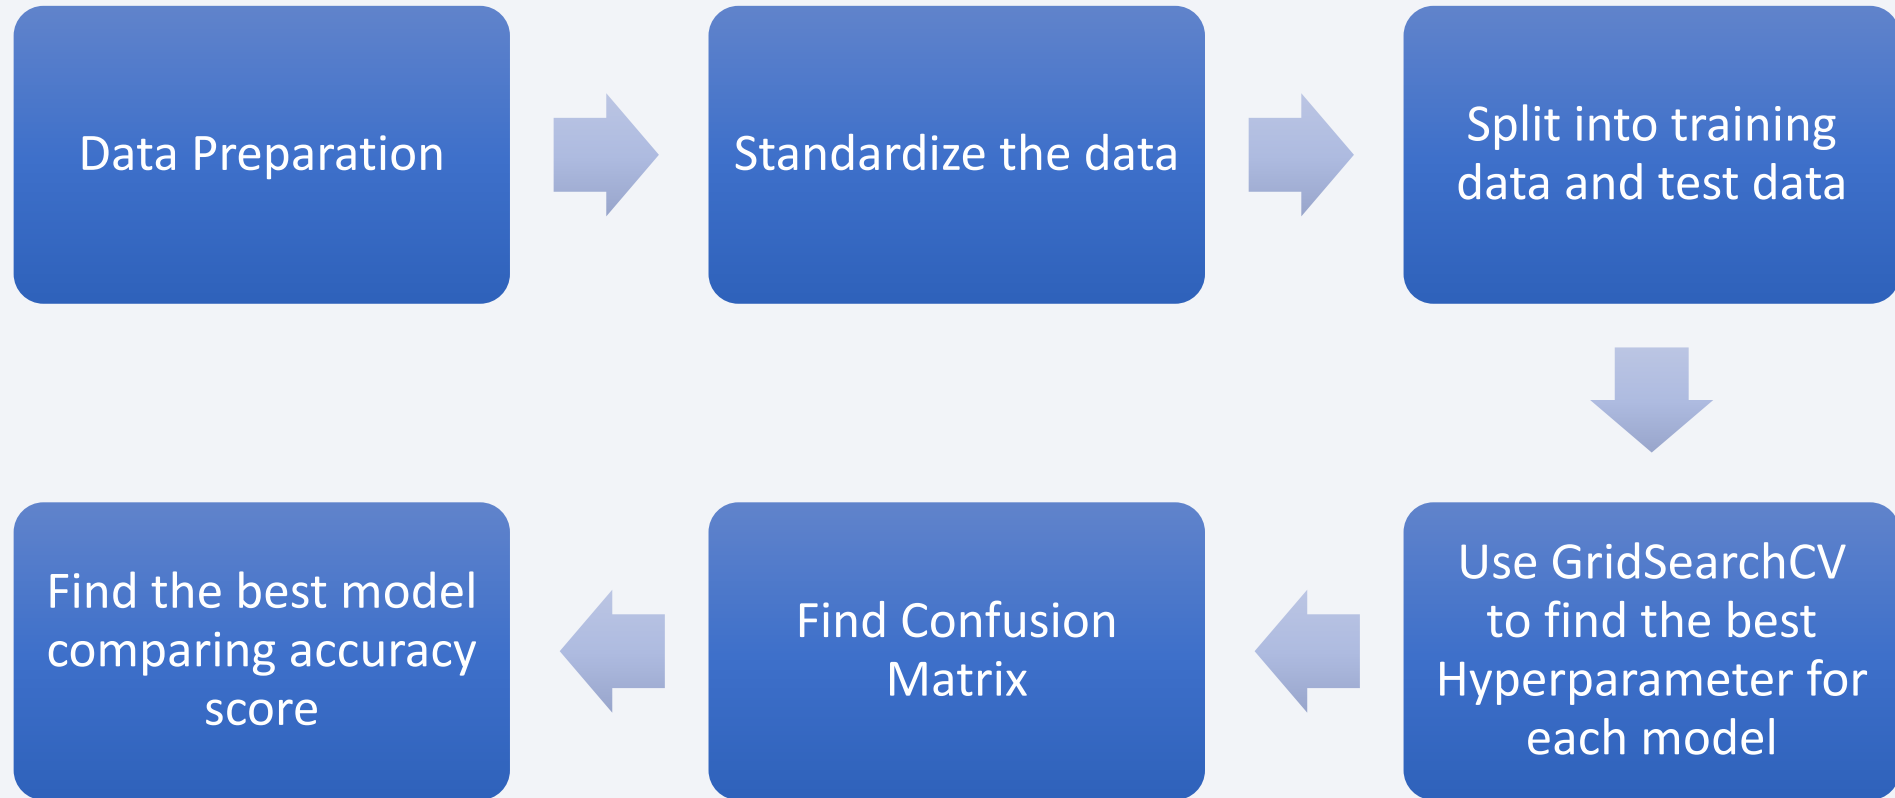 Data Preparation
Standardize the data
Split into training
data and test data
Use GridSearchCV
to find the best
Hyperparameter for
each model
Find Confusion
Matrix
Find the best model
comparing accuracy
score